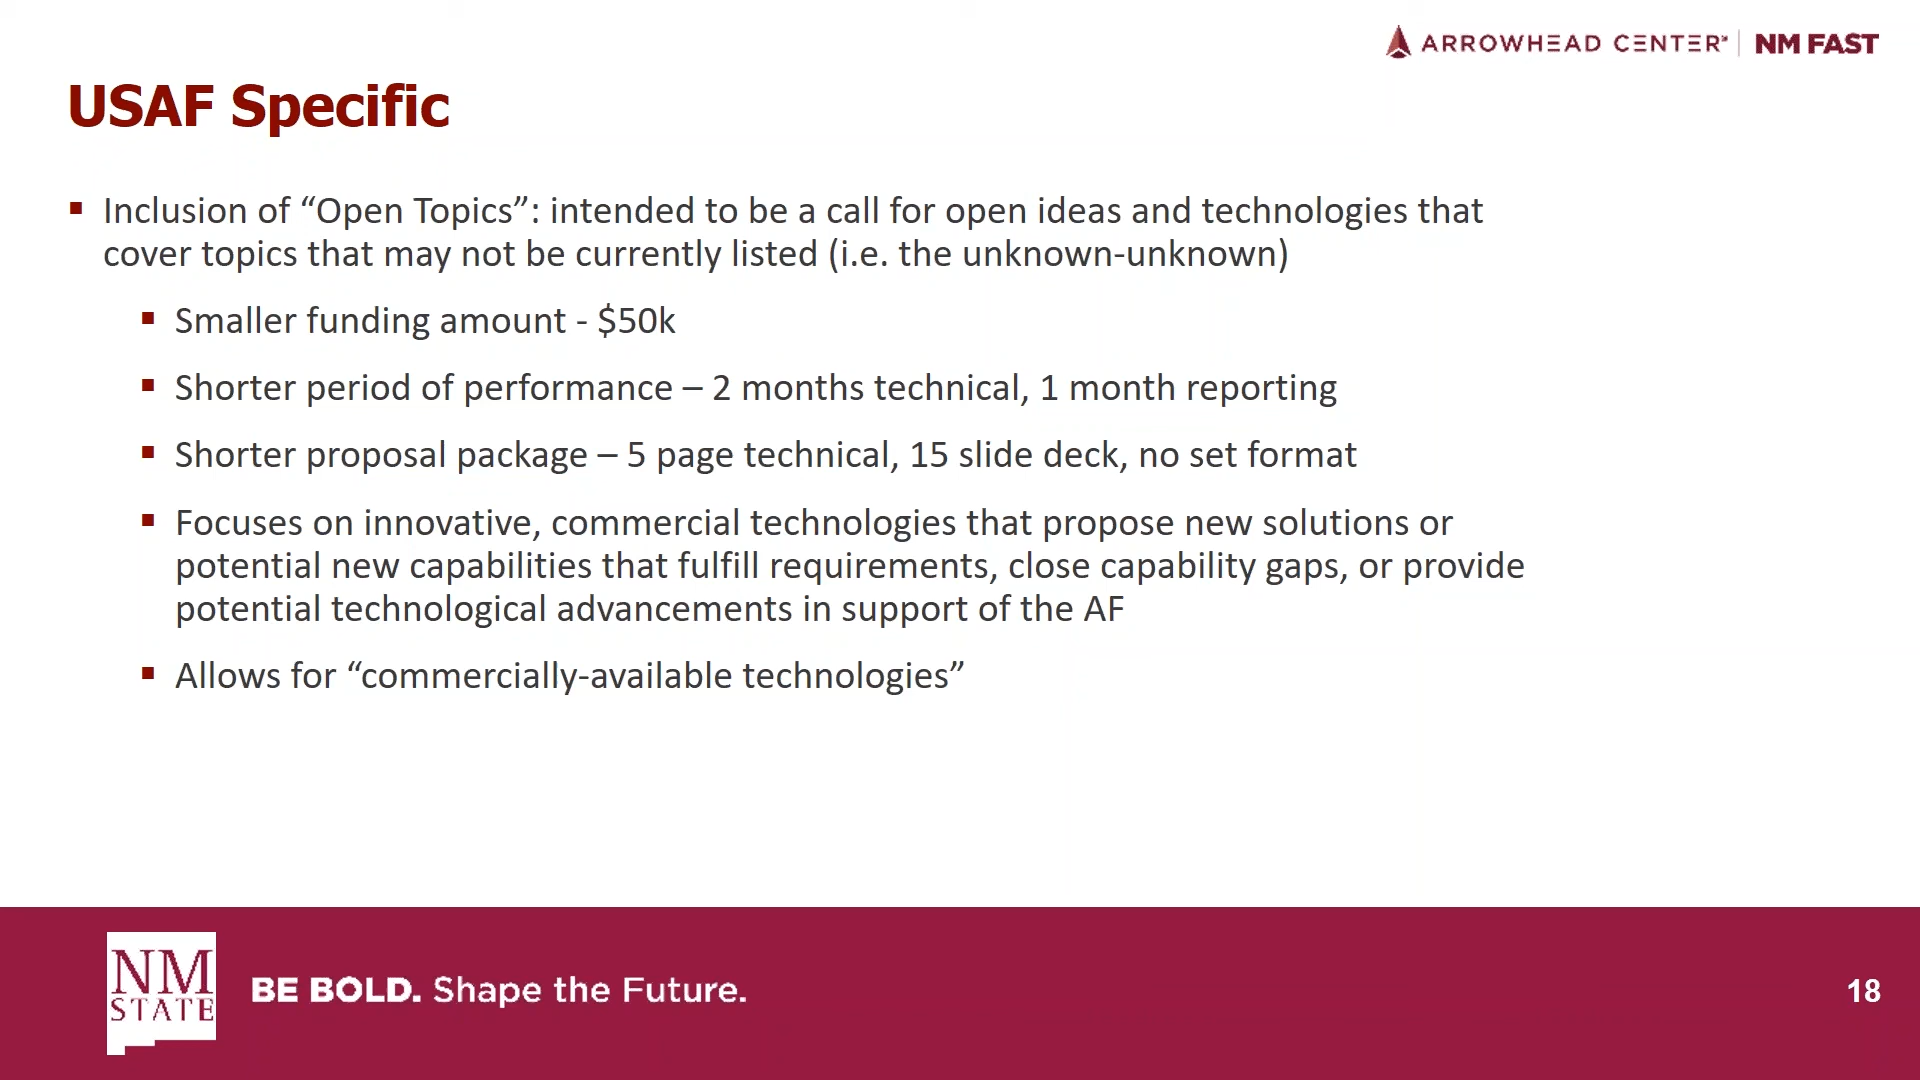 ARROWHEAD CENTER | NM FAST
USAF Specific
▪ Inclusion of “Open Topics”: intended to be a call for open ideas and technologies that
cover topics that may not be currently listed (i.e. the unknown-unknown)
▪ Smaller funding amount - $50k
▪ Shorter period of performance – 2 months technical, 1 month reporting
▪ Shorter proposal package – 5 page technical, 15 slide deck, no set format
▪ Focuses on innovative, commercial technologies that propose new solutions or
potential new capabilities that fulfill requirements, close capability gaps, or provide
potential technological advancements in support of the AF
▪ Allows for “commercially-available technologies”
NM
STATE
BE BOLD. Shape the Future.
18